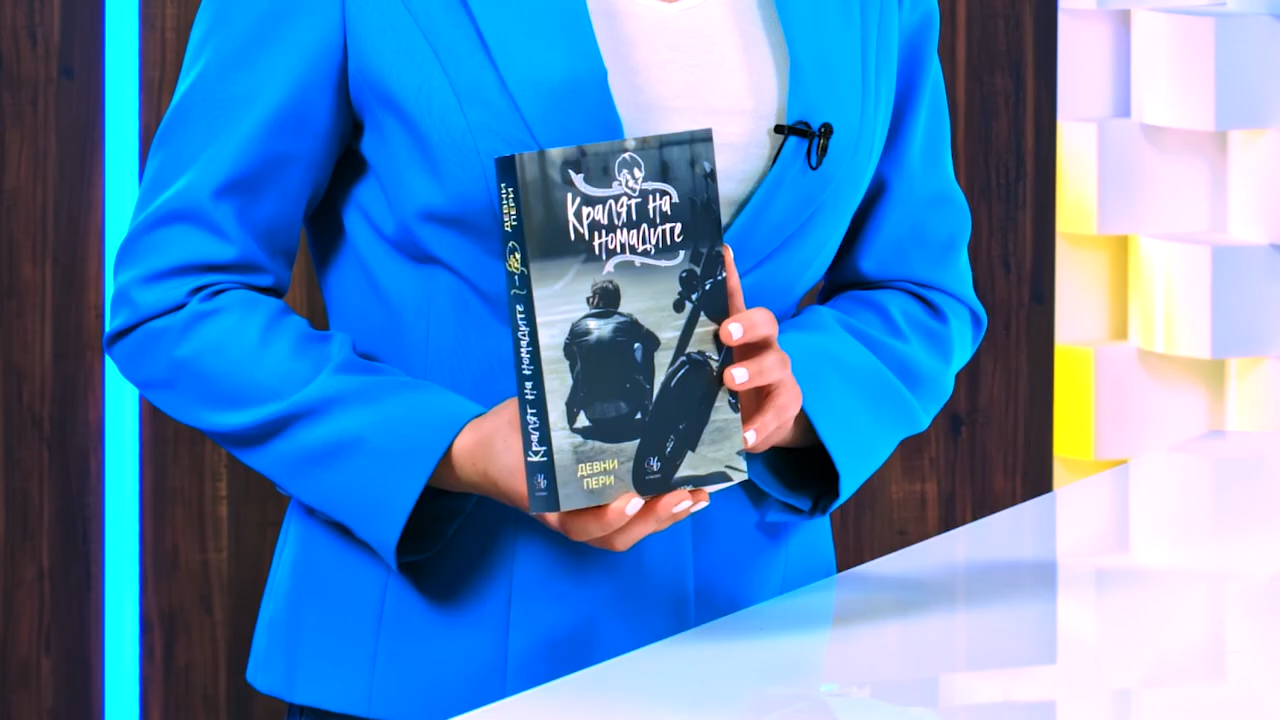 Кралят на
номадите
ДЕВНИ
ПЕРИ
ДЕВНИ
ПЕРИ
Кралят на номадите